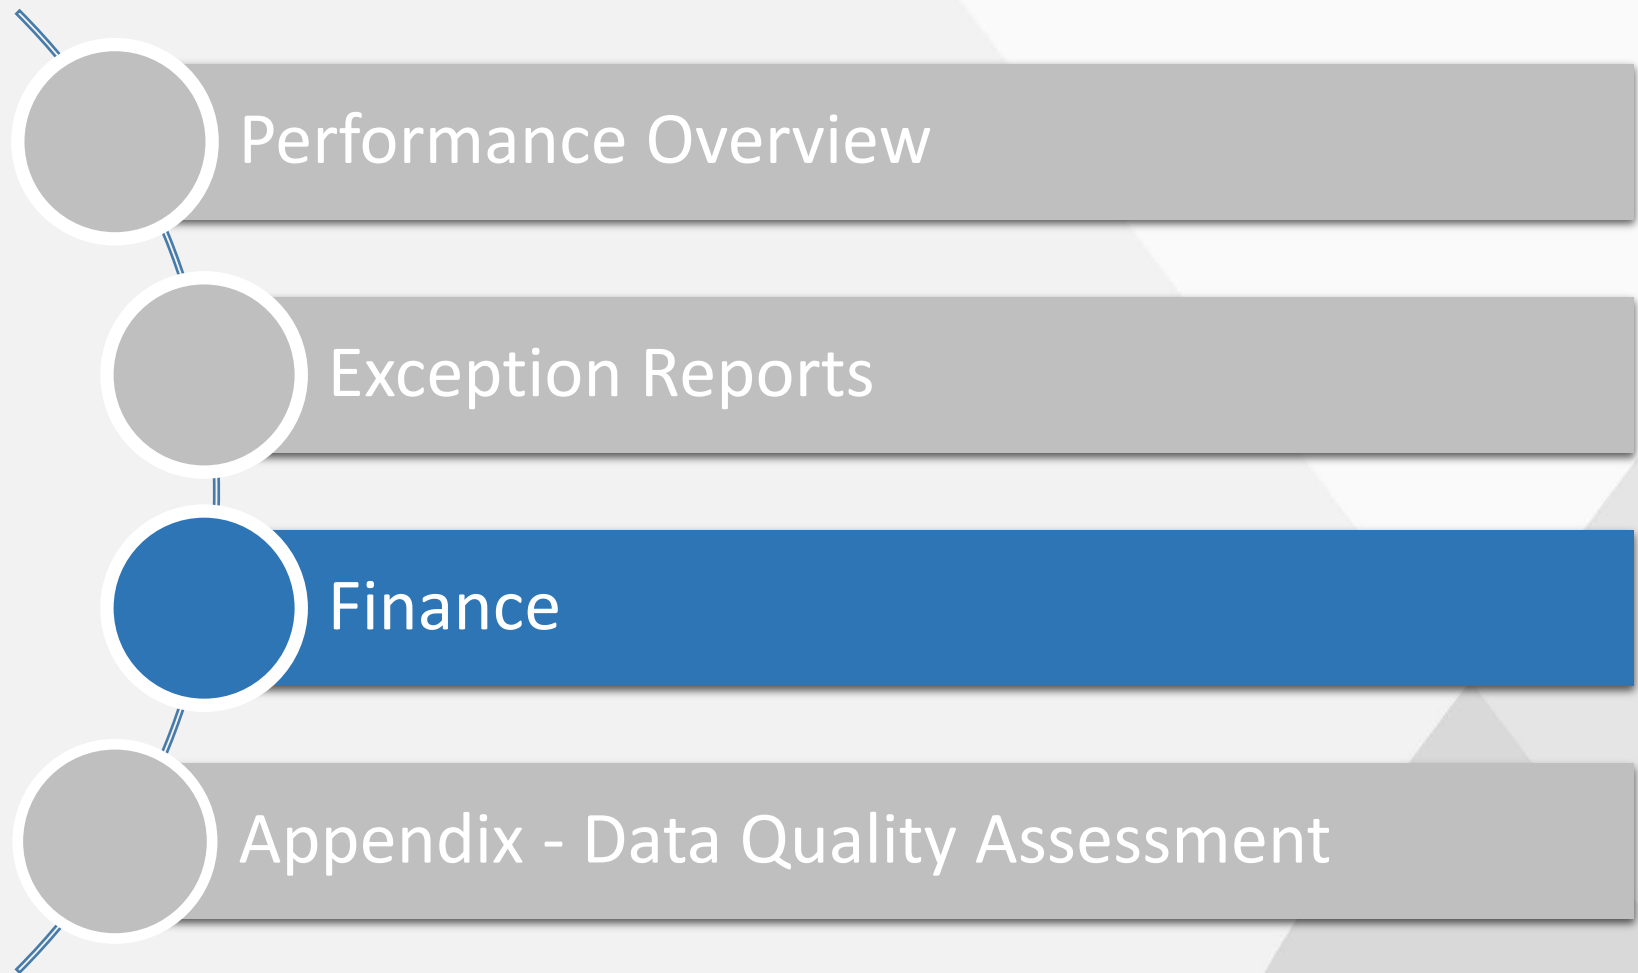 Performance Overview
Exception Reports
Finance
Appendix - Data Quality Assessment